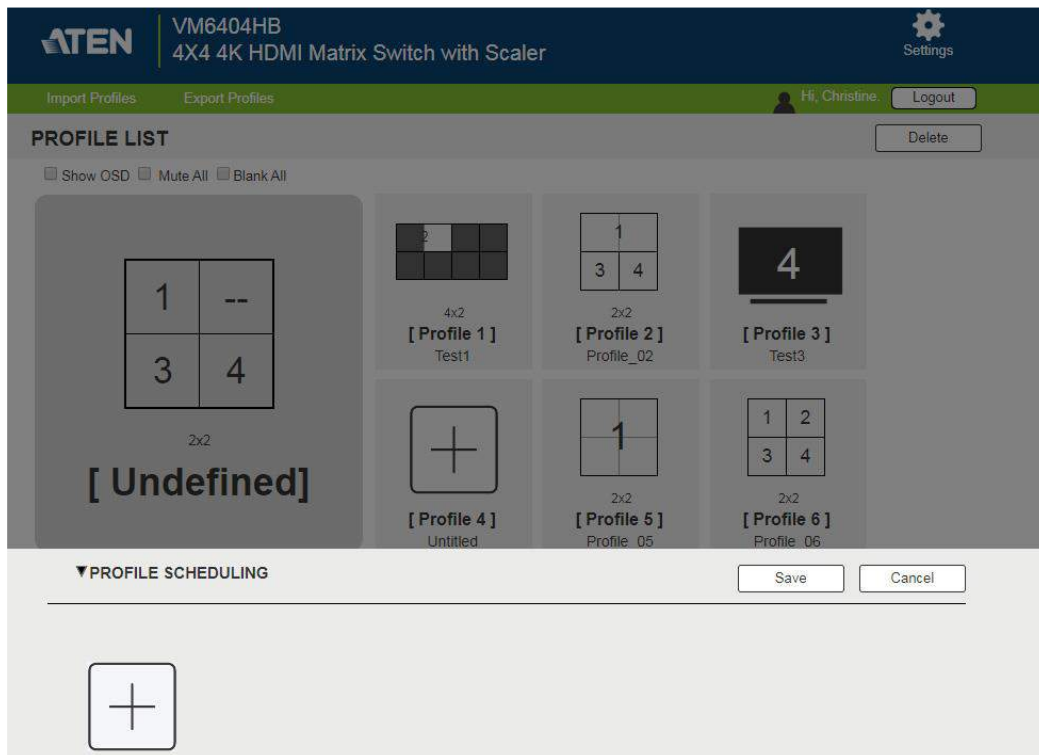 ATEN
VM6404HB
4X4 4K HDMI Matrix Switch with Scaler
Settings
Import Profiles Export Profiles Hi, Christine. Logout
PROFILE LIST Delete
Show OSD Mute All Blank All
1 --
3 4
2x2
[ Undefined]
2
4x2
[ Profile 1 ]
Test1
1
3 4
2x2
[ Profile 2 ]
Profile_02
4
[ Profile 3 ]
Test3
[ Profile 4 ]
Untitled
1
2x2
[ Profile 5 ]
Profile_05
1 2
3 4
2x2
[ Profile 6 ]
Profile_06
▼PROFILE SCHEDULING Save Cancel